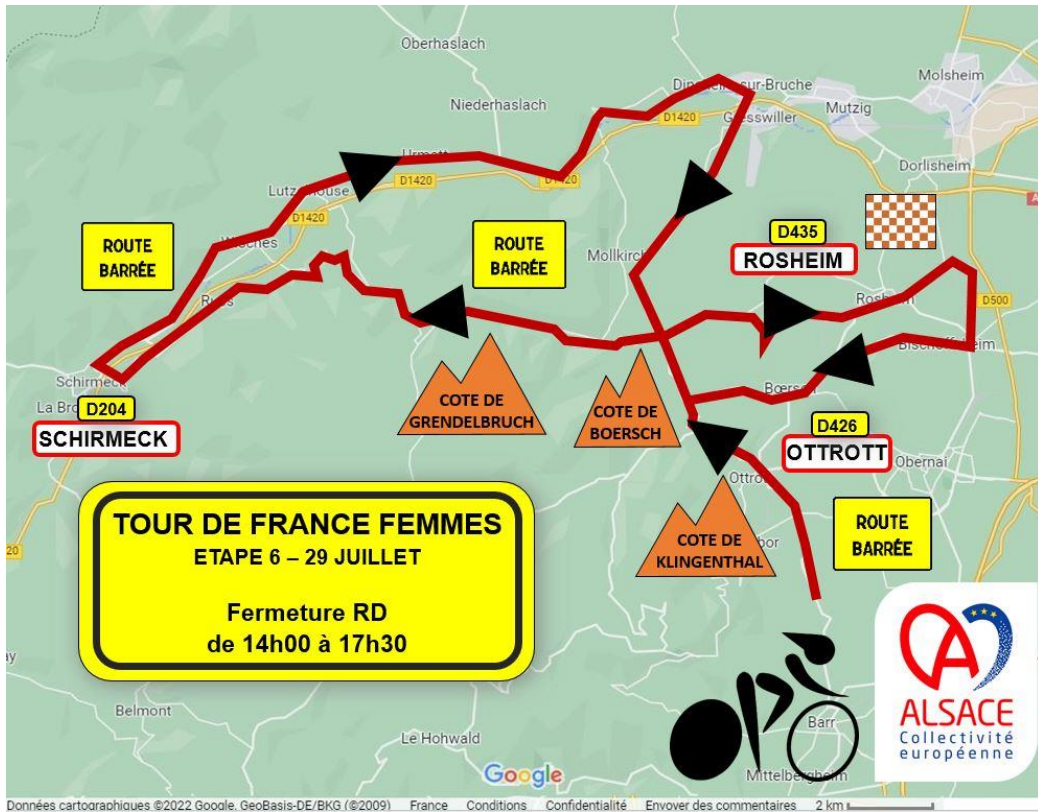 Oberhaslach
Molsheim
Niederhaslach
Mutzig
D1420
Dorlisheim
D1420
D1420
D1420
D435
ROSHEIM
ROUTE
BARRÉE
ROUTE
BARRÉE
Mollkirch
D500
Schirmeck
D204
SCHIRMECK
COTE DE
GRENDELBRUCH
COTE DE
BOERSCH
D426
OTTROTT
Obernai
TOUR DE FRANCE FEMMES
ETAPE 6 – 29 JUILLET
Fermeture RD
de 14h00 à 17h30
COTE DE
KLINGENTHAL
ROUTE
BARRÉE
ALSACE
Collectivité
européenne
Belmont
Le Hohwald
Barr
Mittelbergheim
Google
Données cartographiques ©2022 Google, GeoBasis-DE/BKG (©2009) France Conditions Confidentialité Envoyer des commentaires 2 km